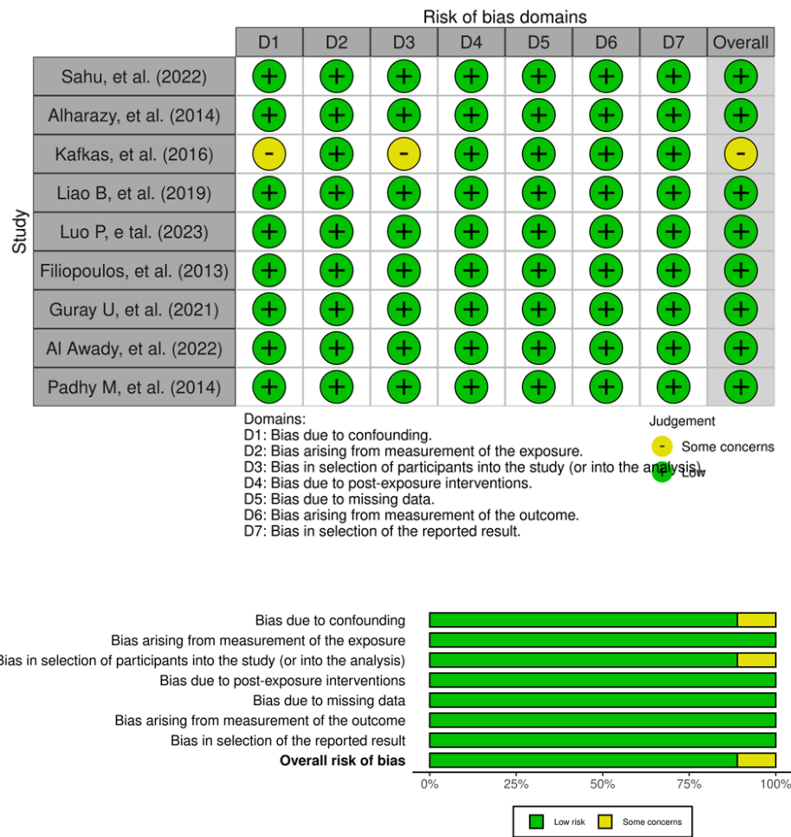 Risk of bias domains
D1 D2 D3 D4 D5 D6 D7 Overall
Study
Sahu, et al. (2022) + + + + + + + +
Alharazy, et al. (2014) + + + + + + + +
Kafkas, et al. (2016) - + - + + + + -
Liao B, et al. (2019) + + + + + + + +
Luo P, e tal. (2023) + + + + + + + +
Filiopoulos, et al. (2013) + + + + + + + +
Guray U, et al. (2021) + + + + + + + +
Al Awady, et al. (2022) + + + + + + + +
Padhy M, et al. (2014) + + + + + + + +
Domains:
D1: Bias due to confounding.
D2: Bias arising from measurement of the exposure.
D3: Bias in selection of participants into the study (or into the analysis).
D4: Bias due to post-exposure interventions.
D5: Bias due to missing data.
D6: Bias arising from measurement of the outcome.
D7: Bias in selection of the reported result.
Judgement
- Some concerns
+ Low
Bias due to confounding
Bias arising from measurement of the exposure
Bias in selection of participants into the study (or into the analysis)
Bias due to post-exposure interventions
Bias due to missing data
Bias arising from measurement of the outcome
Bias in selection of the reported result
Overall risk of bias
0% 25% 50% 75% 100%
Low risk Some concerns